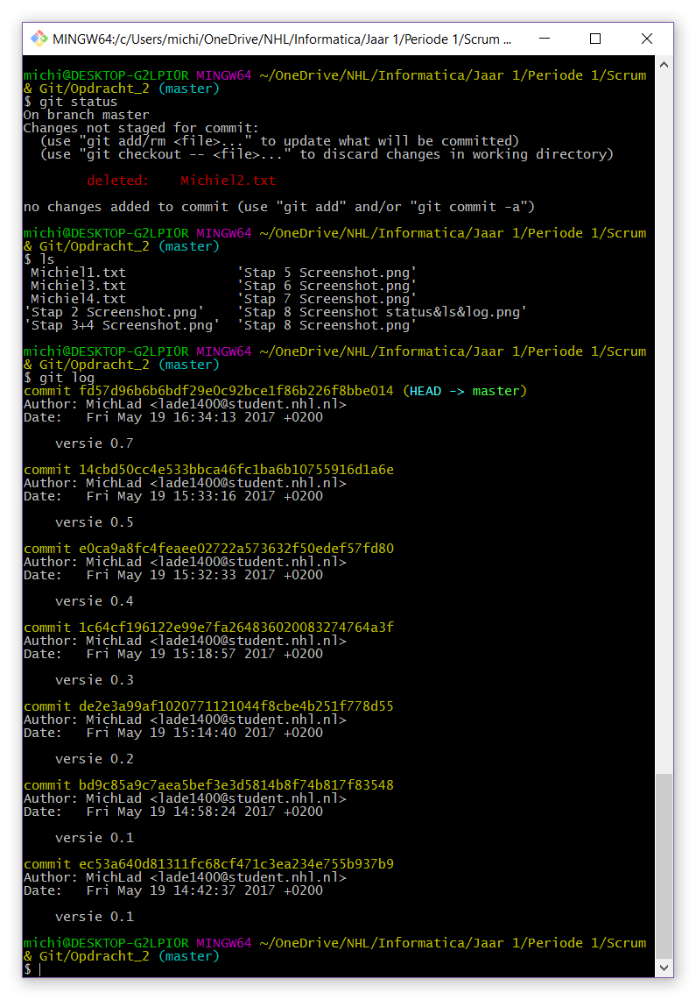 MINGW64:/c/Users/michi/OneDrive/NHL/Informatica/Jaar 1/Periode 1/Scrum ...
michi@DESKTOP-G2LPI0R MINGW64 ~/OneDrive/NHL/Informatica/Jaar 1/Periode 1/Scrum
& Git/Opdracht_2 (master)
$ git status
On branch master
Changes not staged for commit:
  (use "git add/rm <file>..." to update what will be committed)
  (use "git checkout -- <file>..." to discard changes in working directory)
        deleted:    Michiel2.txt
no changes added to commit (use "git add" and/or "git commit -a")
michi@DESKTOP-G2LPI0R MINGW64 ~/OneDrive/NHL/Informatica/Jaar 1/Periode 1/Scrum
& Git/Opdracht_2 (master)
$ ls
 Michiel1.txt              'Stap 5 Screenshot.png'
 Michiel3.txt              'Stap 6 Screenshot.png'
 Michiel4.txt              'Stap 7 Screenshot.png'
'Stap 2 Screenshot.png'    'Stap 8 Screenshot status&ls&log.png'
'Stap 3+4 Screenshot.png'  'Stap 8 Screenshot.png'
michi@DESKTOP-G2LPI0R MINGW64 ~/OneDrive/NHL/Informatica/Jaar 1/Periode 1/Scrum
& Git/Opdracht_2 (master)
$ git log
commit fd57d96b6b6bdf29e0c92bce1f86b226f8bbe014 (HEAD -> master)
Author: MichLad <lade1400@student.nhl.nl>
Date:   Fri May 19 16:34:13 2017 +0200
    versie 0.7
commit 14cbd50cc4e533bbca46fc1ba6b10755916d1a6e
Author: MichLad <lade1400@student.nhl.nl>
Date:   Fri May 19 15:33:16 2017 +0200
    versie 0.5
commit e0ca9a8fc4feaee02722a573632f50edef57fd80
Author: MichLad <lade1400@student.nhl.nl>
Date:   Fri May 19 15:32:33 2017 +0200
    versie 0.4
commit 1c64cf196122e99e7fa264836020083274764a3f
Author: MichLad <lade1400@student.nhl.nl>
Date:   Fri May 19 15:18:57 2017 +0200
    versie 0.3
commit de2e3a99af1020771121044f8cbe4b251f778d55
Author: MichLad <lade1400@student.nhl.nl>
Date:   Fri May 19 15:14:40 2017 +0200
    versie 0.2
commit bd9c85a9c7aea5bef3e3d5814b8f74b817f83548
Author: MichLad <lade1400@student.nhl.nl>
Date:   Fri May 19 14:58:24 2017 +0200
    versie 0.1
commit ec53a640d81311fc68cf471c3ea234e755b937b9
Author: MichLad <lade1400@student.nhl.nl>
Date:   Fri May 19 14:42:37 2017 +0200
    versie 0.1
michi@DESKTOP-G2LPI0R MINGW64 ~/OneDrive/NHL/Informatica/Jaar 1/Periode 1/Scrum
& Git/Opdracht_2 (master)
$